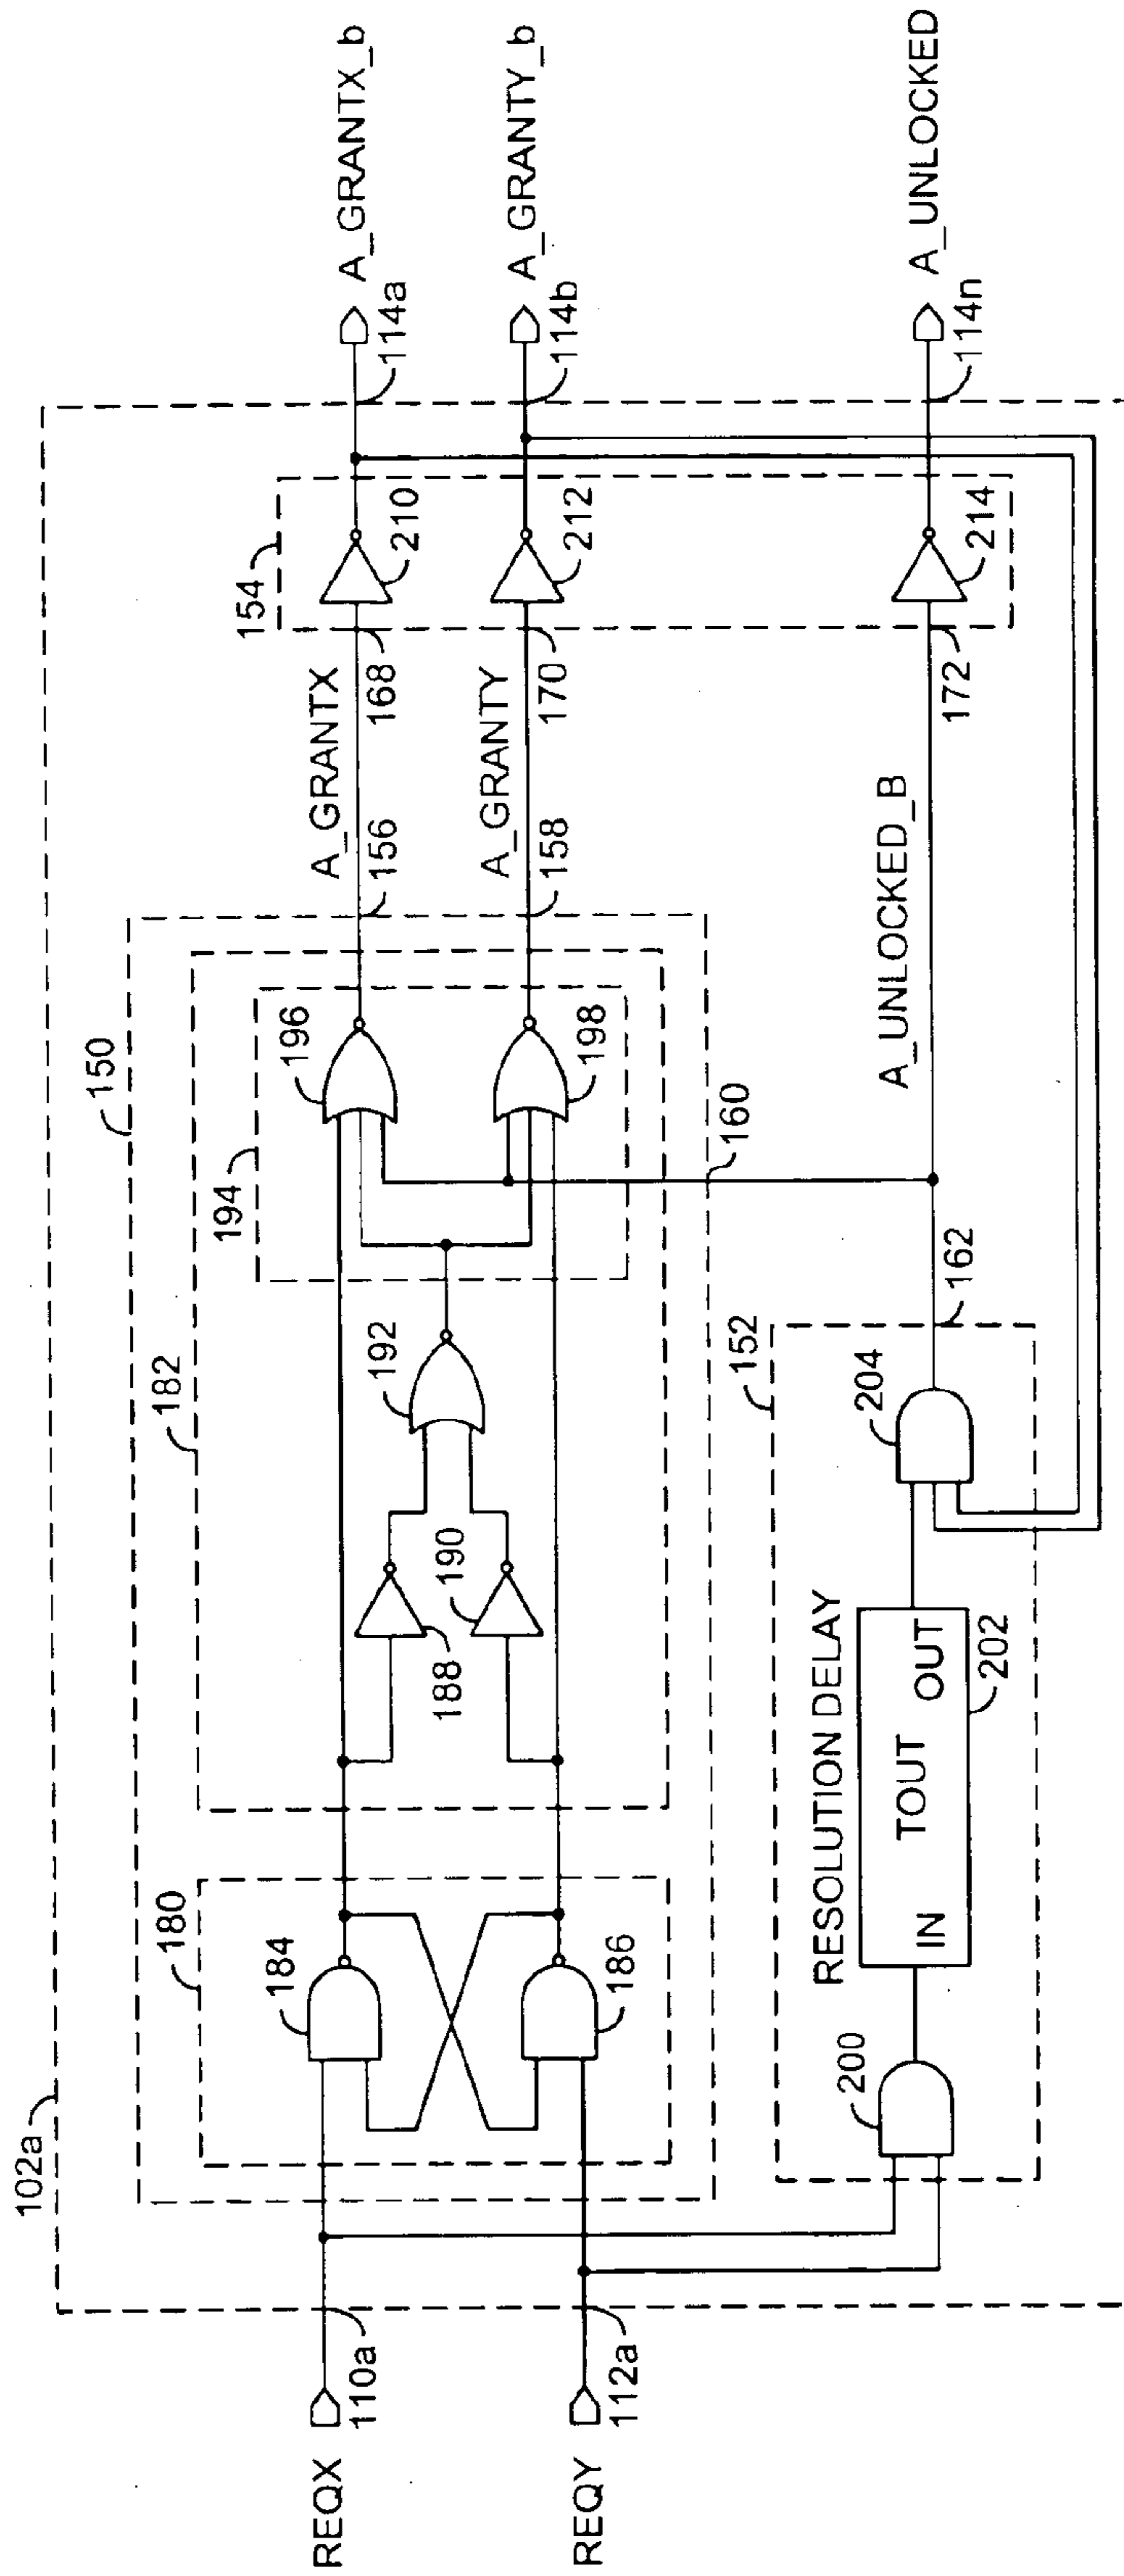 102a
150
180
182
194
154
REQX
110a
184
188
192
196
A_GRANTX
156
168
210
114a
A_GRANTX_b
REQY
112a
186
190
198
A_GRANTY
158
170
212
114b
A_GRANTY_b
160
152
200
RESOLUTION DELAY
IN
TOUT
OUT
202
204
162
A_UNLOCKED_B
172
214
114n
A_UNLOCKED